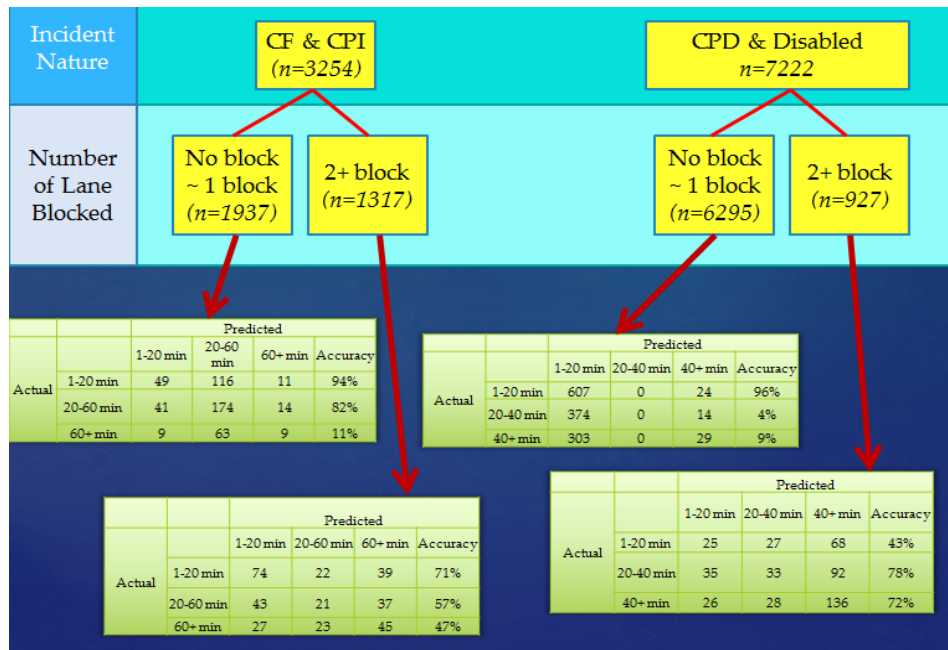 Incident
Nature
CF & CPI
(n=3254)
CPD & Disabled
n=7222
Number
of Lane
Blocked
No block
~ 1 block
(n=1937)
2+ block
(n=1317)
No block
~ 1 block
(n=6295)
2+ block
(n=927)
Predicted
1-20 min 20-60 min 60+ min Accuracy
Actual
1-20 min 49 116 11 94%
20-60 min 41 174 14 82%
60+ min 9 63 9 11%
Predicted
1-20 min 20-40 min 40+ min Accuracy
Actual
1-20 min 607 0 24 96%
20-40 min 374 0 14 4%
40+ min 303 0 29 9%
Predicted
1-20 min 20-60 min 60+ min Accuracy
Actual
1-20 min 74 22 39 71%
20-60 min 43 21 37 57%
60+ min 27 23 45 47%
Predicted
1-20 min 20-40 min 40+ min Accuracy
Actual
1-20 min 25 27 68 43%
20-40 min 35 33 92 78%
40+ min 26 28 136 72%